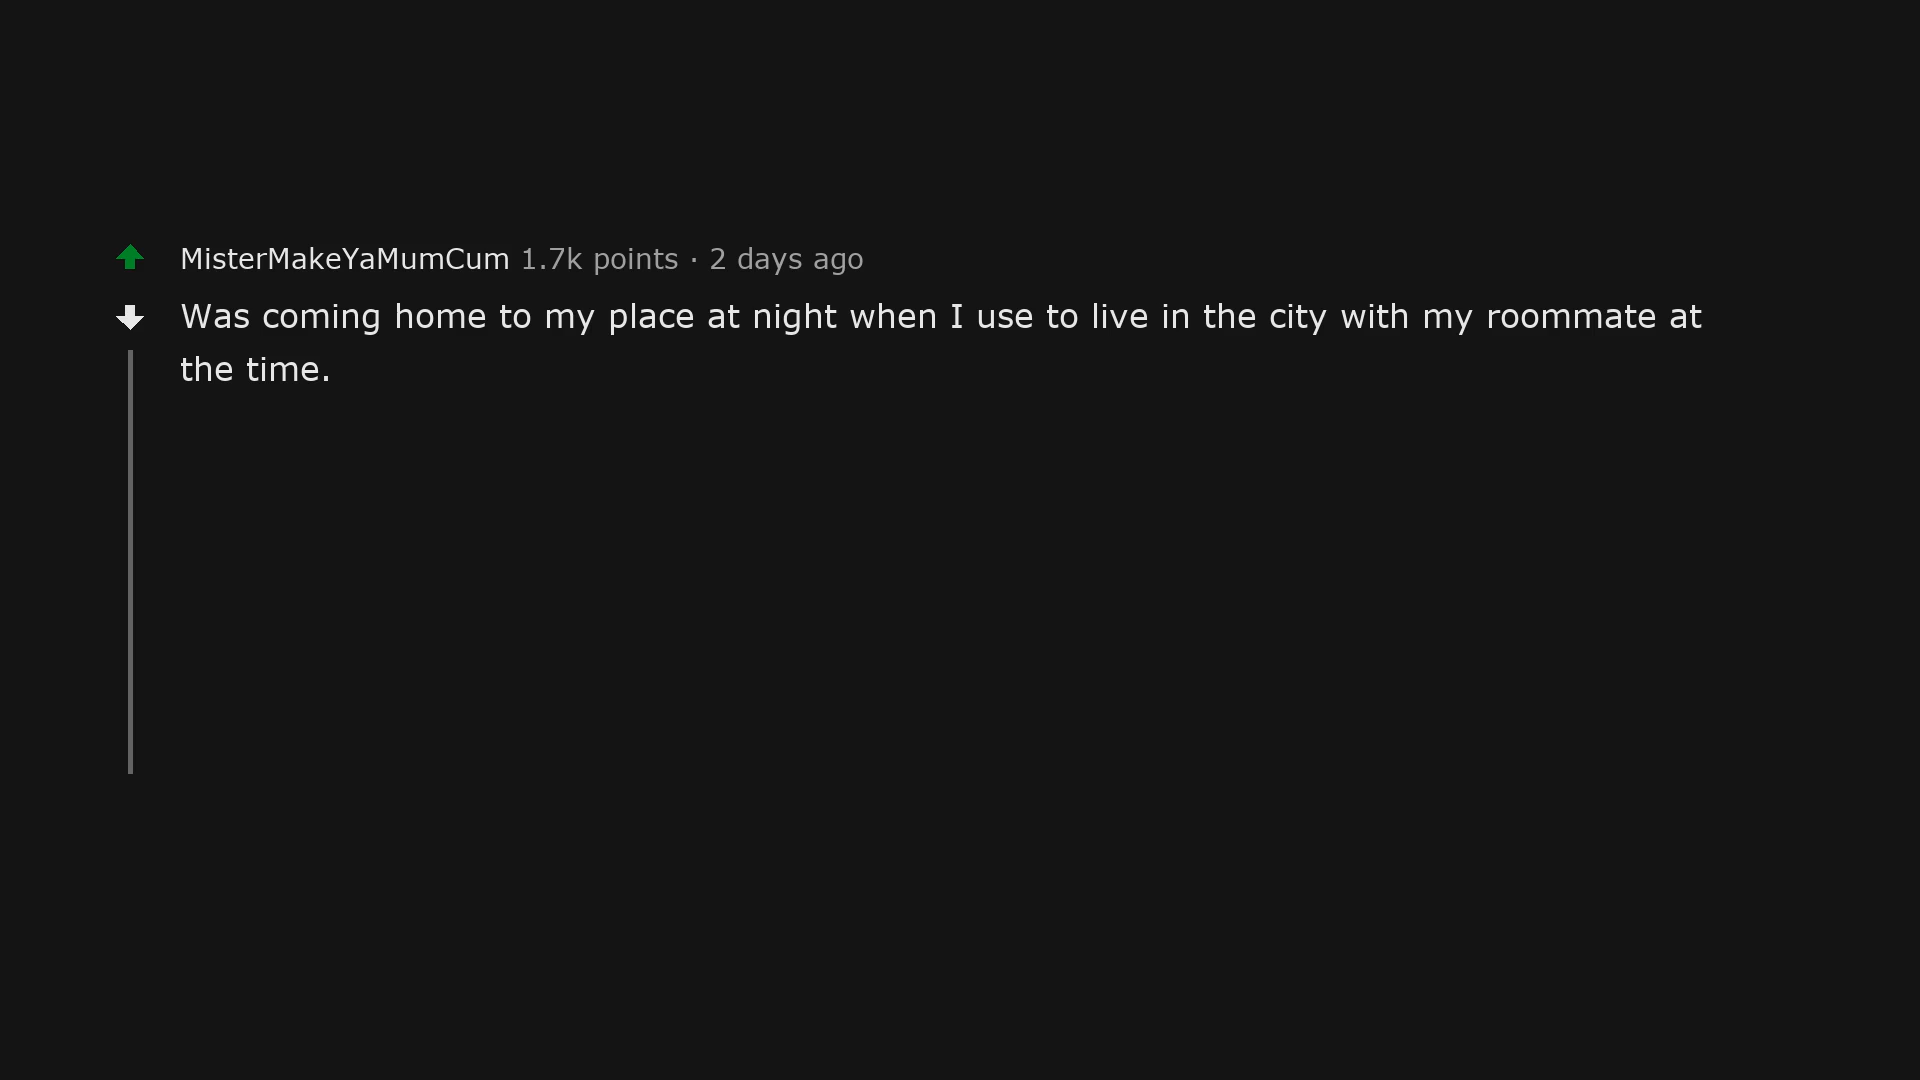 MisterMakeYaMumCum 1.7k points · 2 days ago
Was coming home to my place at night when I use to live in the city with my roommate at
the time.